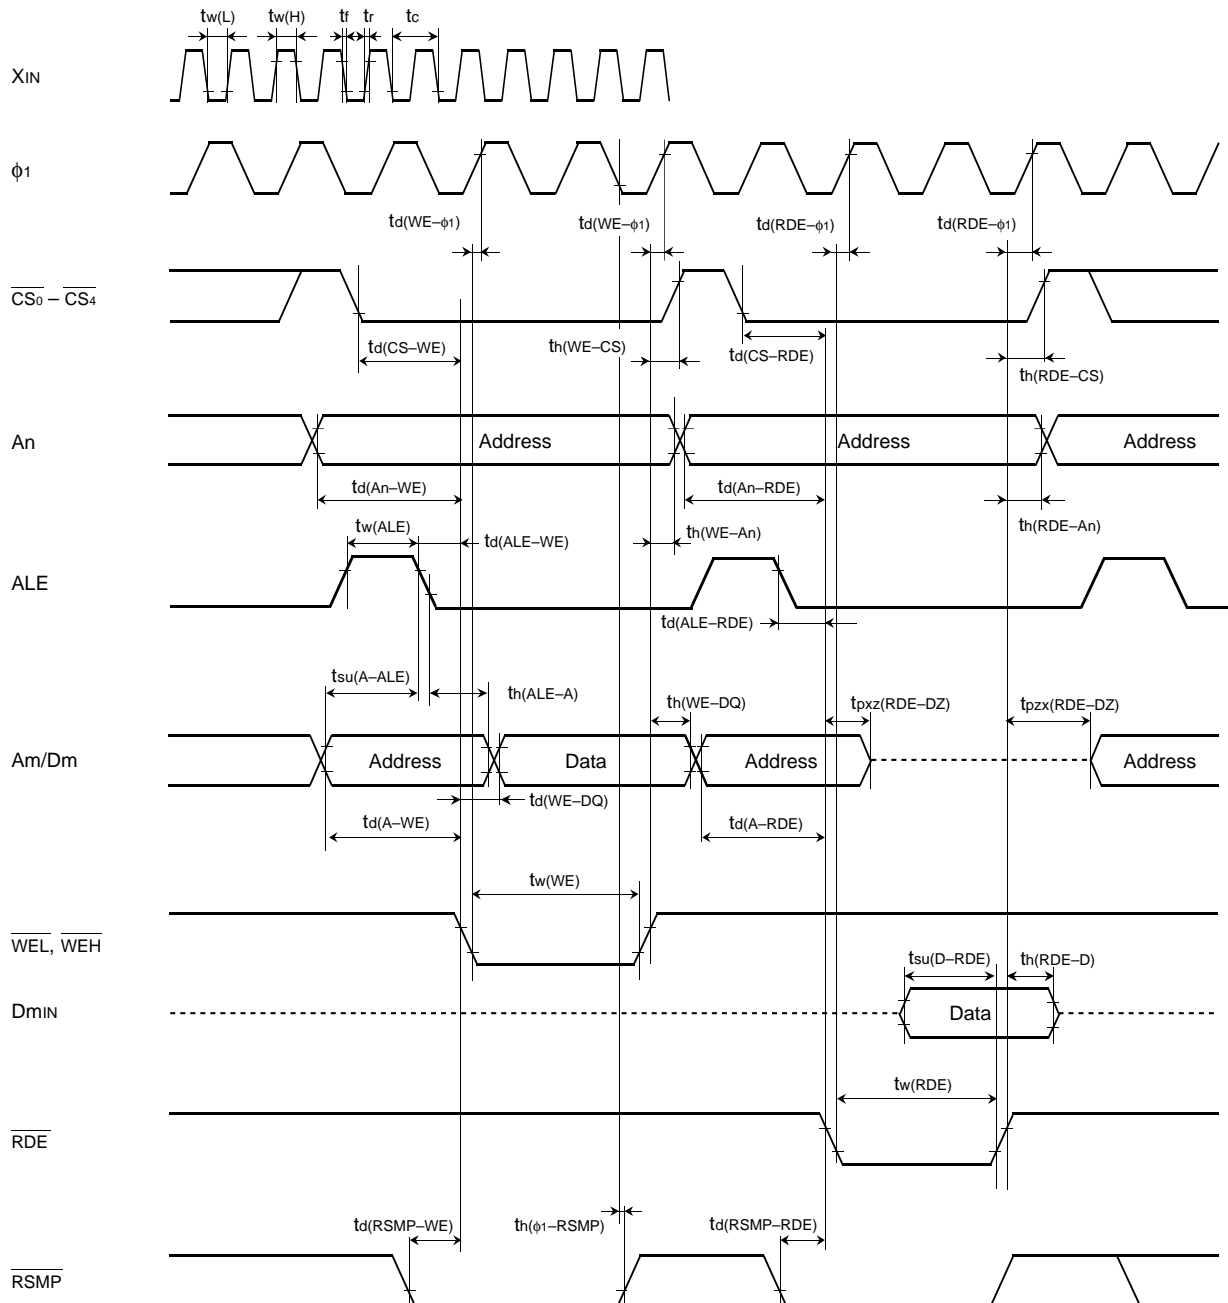 tw(L) tw(H) tf tr tc
XIN
ϕ1
td(WE–ϕ1) td(WE–ϕ1) td(RDE–ϕ1) td(RDE–ϕ1)
CS0 – CS4
td(CS–WE) th(WE–CS) td(CS–RDE) th(RDE–CS)
An Address Address Address
td(An–WE) td(An–RDE)
tw(ALE) td(ALE–WE) th(WE–An) th(RDE–An)
ALE
td(ALE–RDE)
tsu(A–ALE) th(ALE–A) th(WE–DQ) tpxz(RDE–DZ) tpzx(RDE–DZ)
Am/Dm Address Data Address Address
td(WE–DQ)
td(A–WE) td(A–RDE)
tw(WE)
WEL, WEH
tsu(D–RDE) th(RDE–D)
DmIN Data
tw(RDE)
RDE
td(RSMP–WE) th(ϕ1–RSMP) td(RSMP–RDE)
RSMP